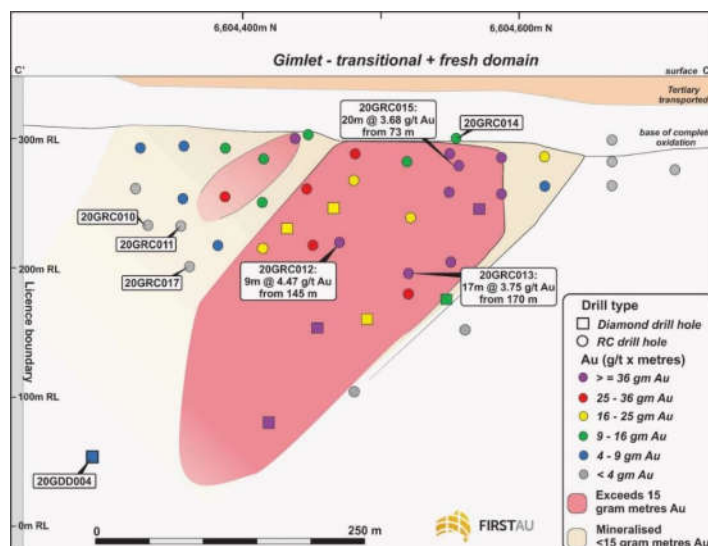 6,604,400m N
6,604,600m N
Gimlet - transitional + fresh domain
C'
surface C
Tertiary
transported
20GRC015:
20m @ 3.68 g/t Au
from 73 m
20GRC014
300m RL
base of complete
oxidation
20GRC010
20GRC011
20GRC017
200m RL
20GRC012:
9m @ 4.47 g/t Au
from 145 m
20GRC013:
17m @ 3.75 g/t Au
from 170 m
Licence boundary
100m RL
20GDD004
0m RL
0
250 m
FIRSTAU
Drill type
Diamond drill hole
RC drill hole
Au (g/t x metres)
> = 36 gm Au
25 - 36 gm Au
16 - 25 gm Au
9 - 16 gm Au
4 - 9 gm Au
< 4 gm Au
Exceeds 15
gram metres Au
Mineralised
<15 gram metres Au